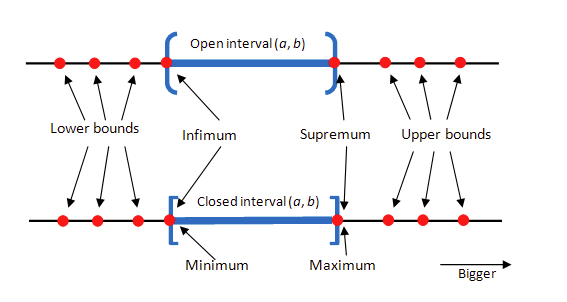 Open interval (a, b)
Lower bounds
Infimum
Supremum
Upper bounds
Closed interval (a, b)
Minimum
Maximum
Bigger